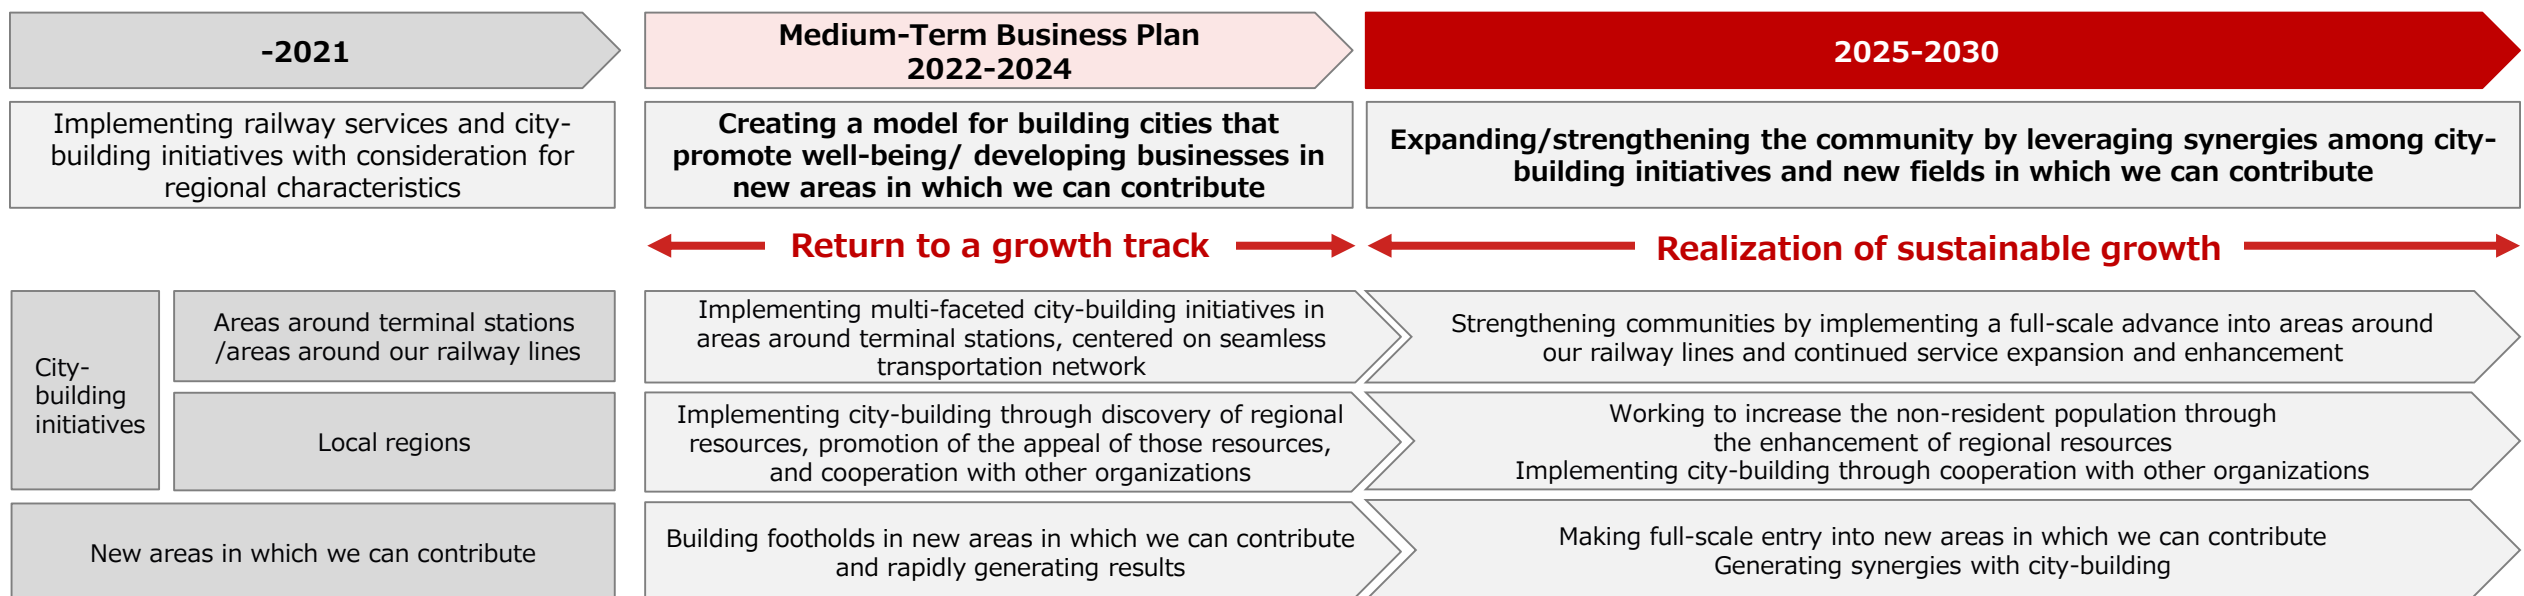 -2021
Medium-Term Business Plan
2022-2024
2025-2030
Implementing railway services and city-
building initiatives with consideration for
regional characteristics
Creating a model for building cities that
promote well-being/ developing businesses in
new areas in which we can contribute
Expanding/strengthening the community by leveraging synergies among city-
building initiatives and new fields in which we can contribute
Return to a growth track
Realization of sustainable growth
City-
building
initiatives
Areas around terminal stations
/areas around our railway lines
Implementing multi-faceted city-building initiatives in
areas around terminal stations, centered on seamless
transportation network
Strengthening communities by implementing a full-scale advance into areas around
our railway lines and continued service expansion and enhancement
Local regions
Implementing city-building through discovery of regional
resources, promotion of the appeal of those resources,
and cooperation with other organizations
Working to increase the non-resident population through
the enhancement of regional resources
Implementing city-building through cooperation with other organizations
New areas in which we can contribute
Building footholds in new areas in which we can contribute
and rapidly generating results
Making full-scale entry into new areas in which we can contribute
Generating synergies with city-building